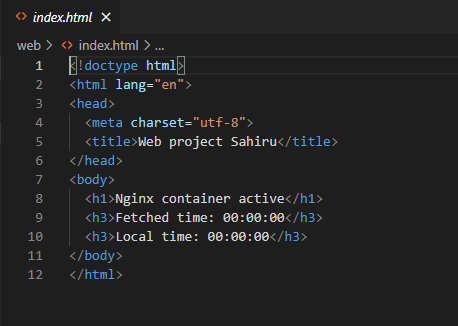 index.html
web > index.html > ...
1 <!doctype html>
2 <html lang="en">
3 <head>
4   <meta charset="utf-8">
5   <title>Web project Sahiru</title>
6 </head>
7 <body>
8   <h1>Nginx container active</h1>
9   <h3>Fetched time: 00:00:00</h3>
10   <h3>Local time: 00:00:00</h3>
11 </body>
12 </html>